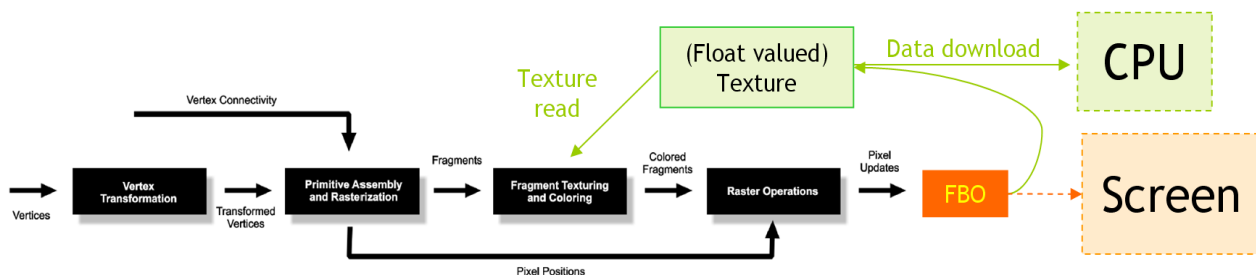 (Float valued)
Texture
Data download
CPU
Texture
read
Vertex Connectivity
Vertices
Vertex
Transformation
Transformed
Vertices
Primitive Assembly
and Rasterization
Fragments
Fragment Texturing
and Coloring
Colored
Fragments
Raster Operations
Pixel
Updates
FBO
Screen
Pixel Positions